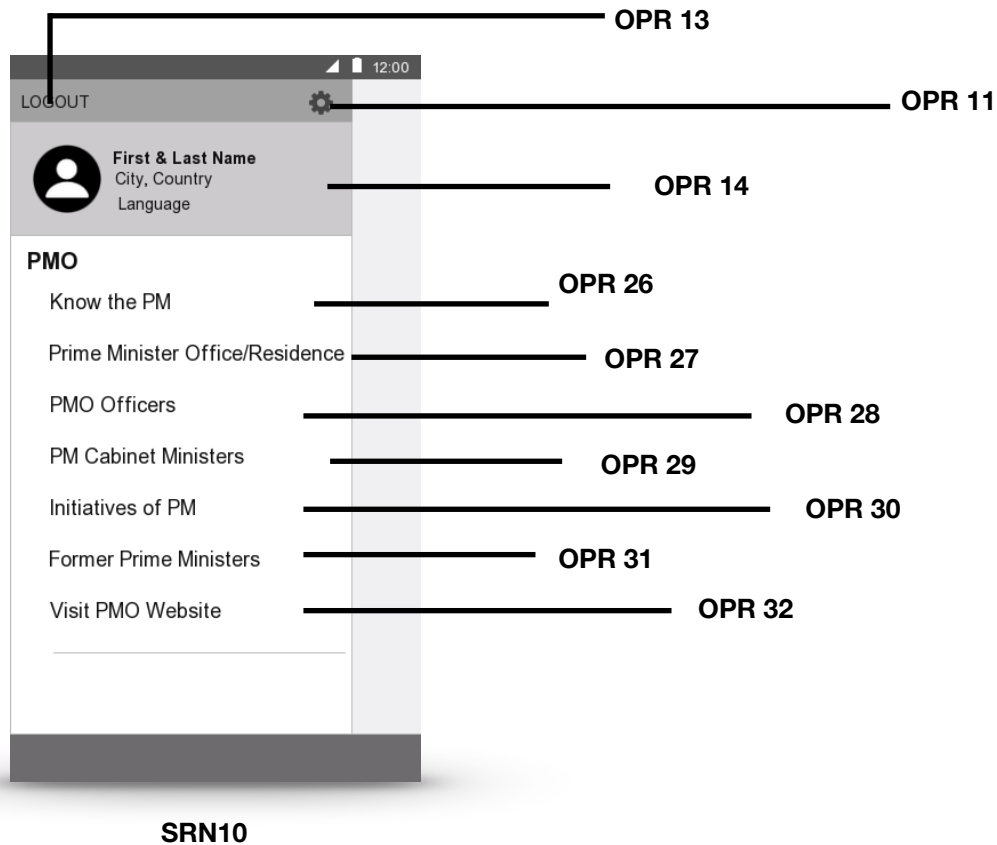 OPR 13
12:00
LOGOUT
OPR 11
First & Last Name
City, Country
Language
OPR 14
PMO
Know the PM
OPR 26
Prime Minister Office/Residence
OPR 27
PMO Officers
OPR 28
PM Cabinet Ministers
OPR 29
Initiatives of PM
OPR 30
Former Prime Ministers
OPR 31
Visit PMO Website
OPR 32
SRN10